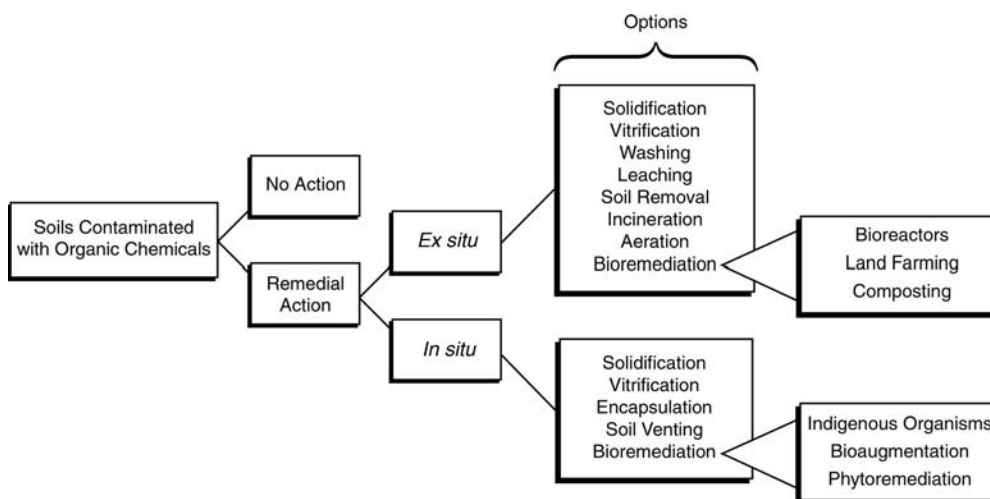 Options
Soils Contaminated
with Organic Chemicals
No Action
Remedial
Action
Ex situ
In situ
Solidification
Vitrification
Washing
Leaching
Soil Removal
Incineration
Aeration
Bioremediation
Bioreactors
Land Farming
Composting
Solidification
Vitrification
Encapsulation
Soil Venting
Bioremediation
Indigenous Organisms
Bioaugmentation
Phytoremediation